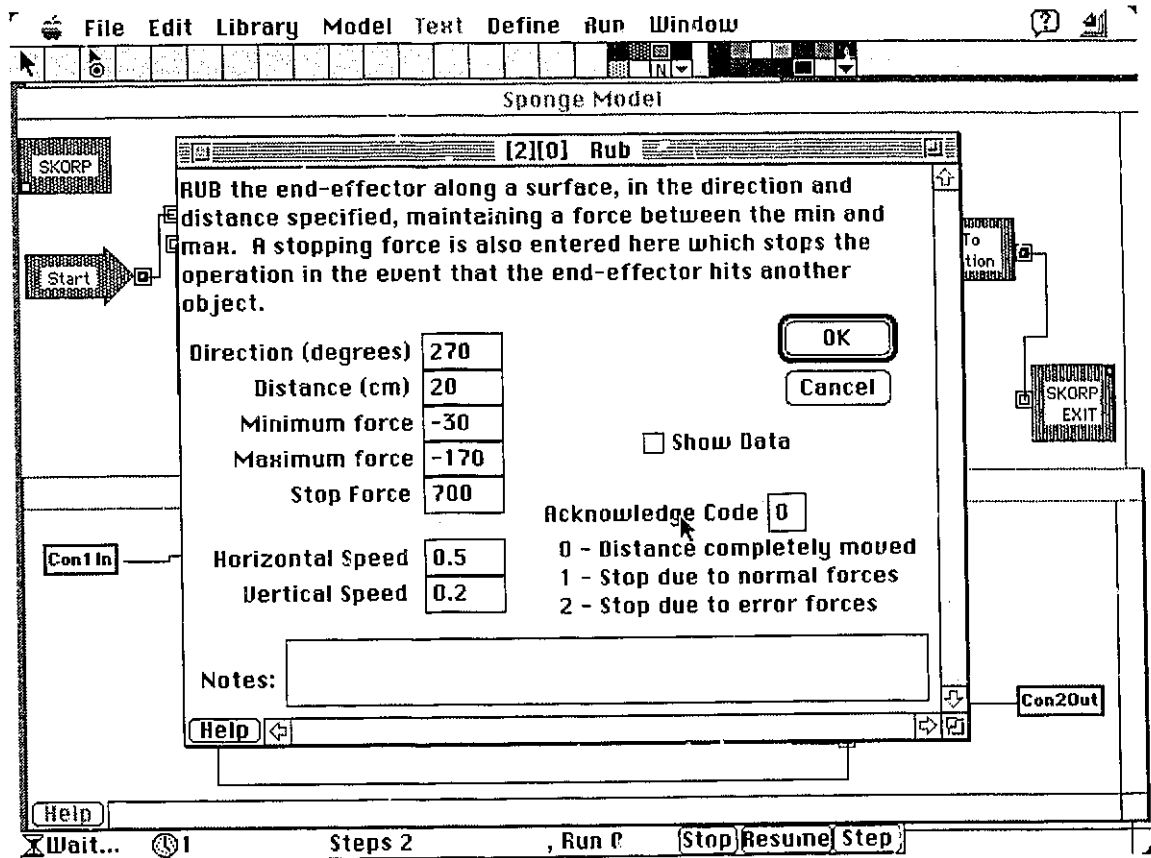 File Edit Library Model Text Define Run Window
N
Sponge Model
SKORP
[2][0] Rub
RUB the end-effector along a surface, in the direction and
distance specified, maintaining a force between the min and
max. A stopping force is also entered here which stops the
operation in the event that the end-effector hits another
object.
Start
To
tion
OK
Cancel
Direction (degrees) 270
Distance (cm) 20
Minimum force -30
Maximum force -170
Stop Force 700
Show Data
SKORP
EXIT
Acknowledge Code 0
0 - Distance completely moved
1 - Stop due to normal forces
2 - Stop due to error forces
Con1In
Horizontal Speed 0.5
Vertical Speed 0.2
Notes:
Con2Out
Help
Help
Wait... 1 Steps 2 , Run Stop Resume Step